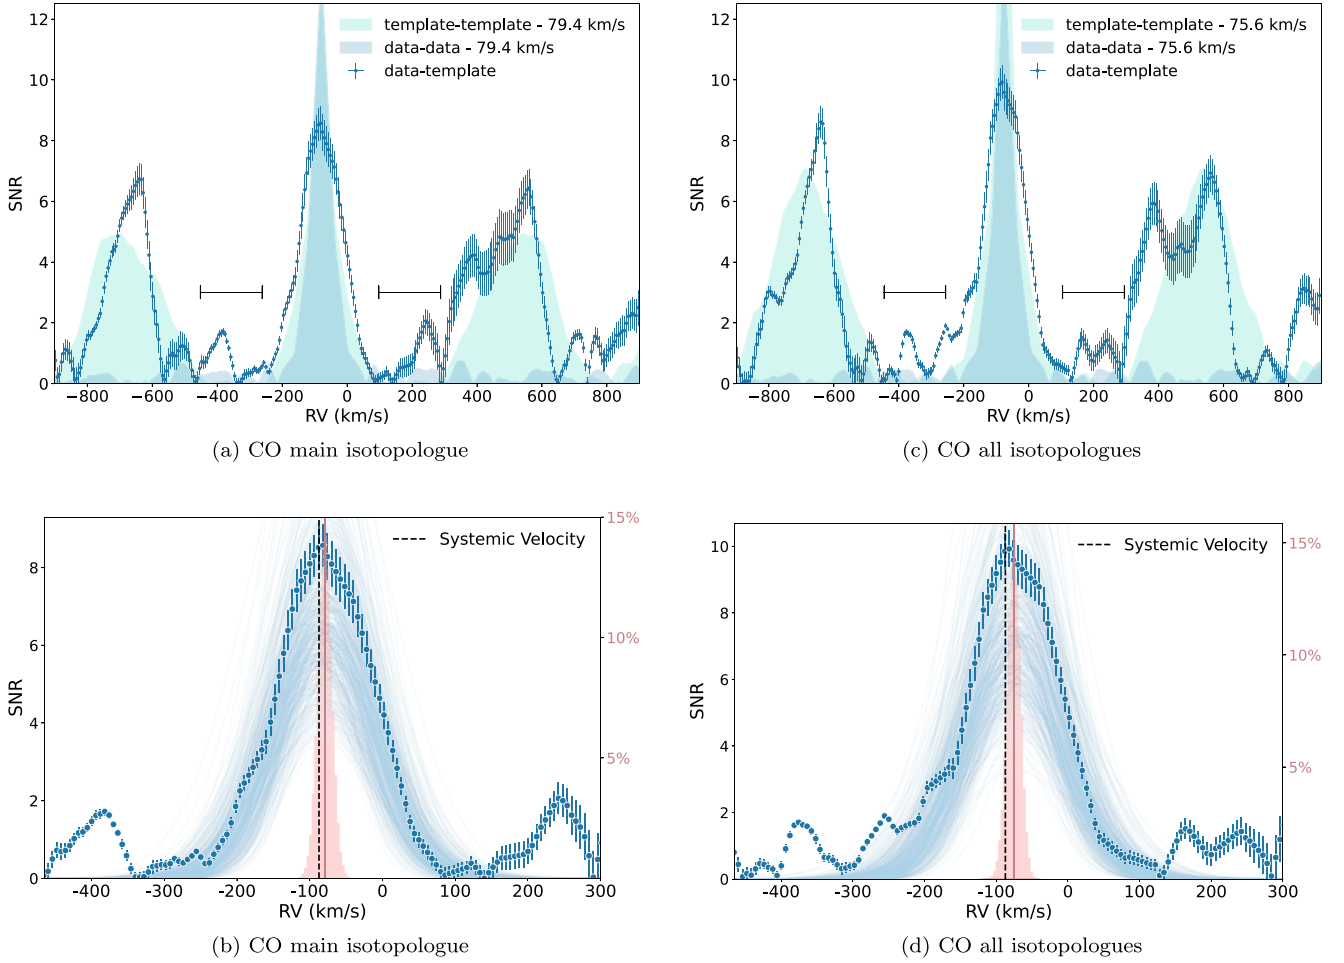 template-template - 79.4 km/s
data-data - 79.4 km/s
data-template
SNR
12
10
8
6
4
2
0
−800 −600 −400 −200 0 200 400 600 800
RV (km/s)
(a) CO main isotopologue
template-template - 75.6 km/s
data-data - 75.6 km/s
data-template
SNR
12
10
8
6
4
2
0
−800 −600 −400 −200 0 200 400 600 800
RV (km/s)
(c) CO all isotopologues
Systemic Velocity
SNR
8
6
4
2
0
15%
10%
5%
−400 −300 −200 −100 0 100 200 300
RV (km/s)
(b) CO main isotopologue
Systemic Velocity
SNR
10
8
6
4
2
0
15%
10%
5%
−400 −300 −200 −100 0 100 200 300
RV (km/s)
(d) CO all isotopologues